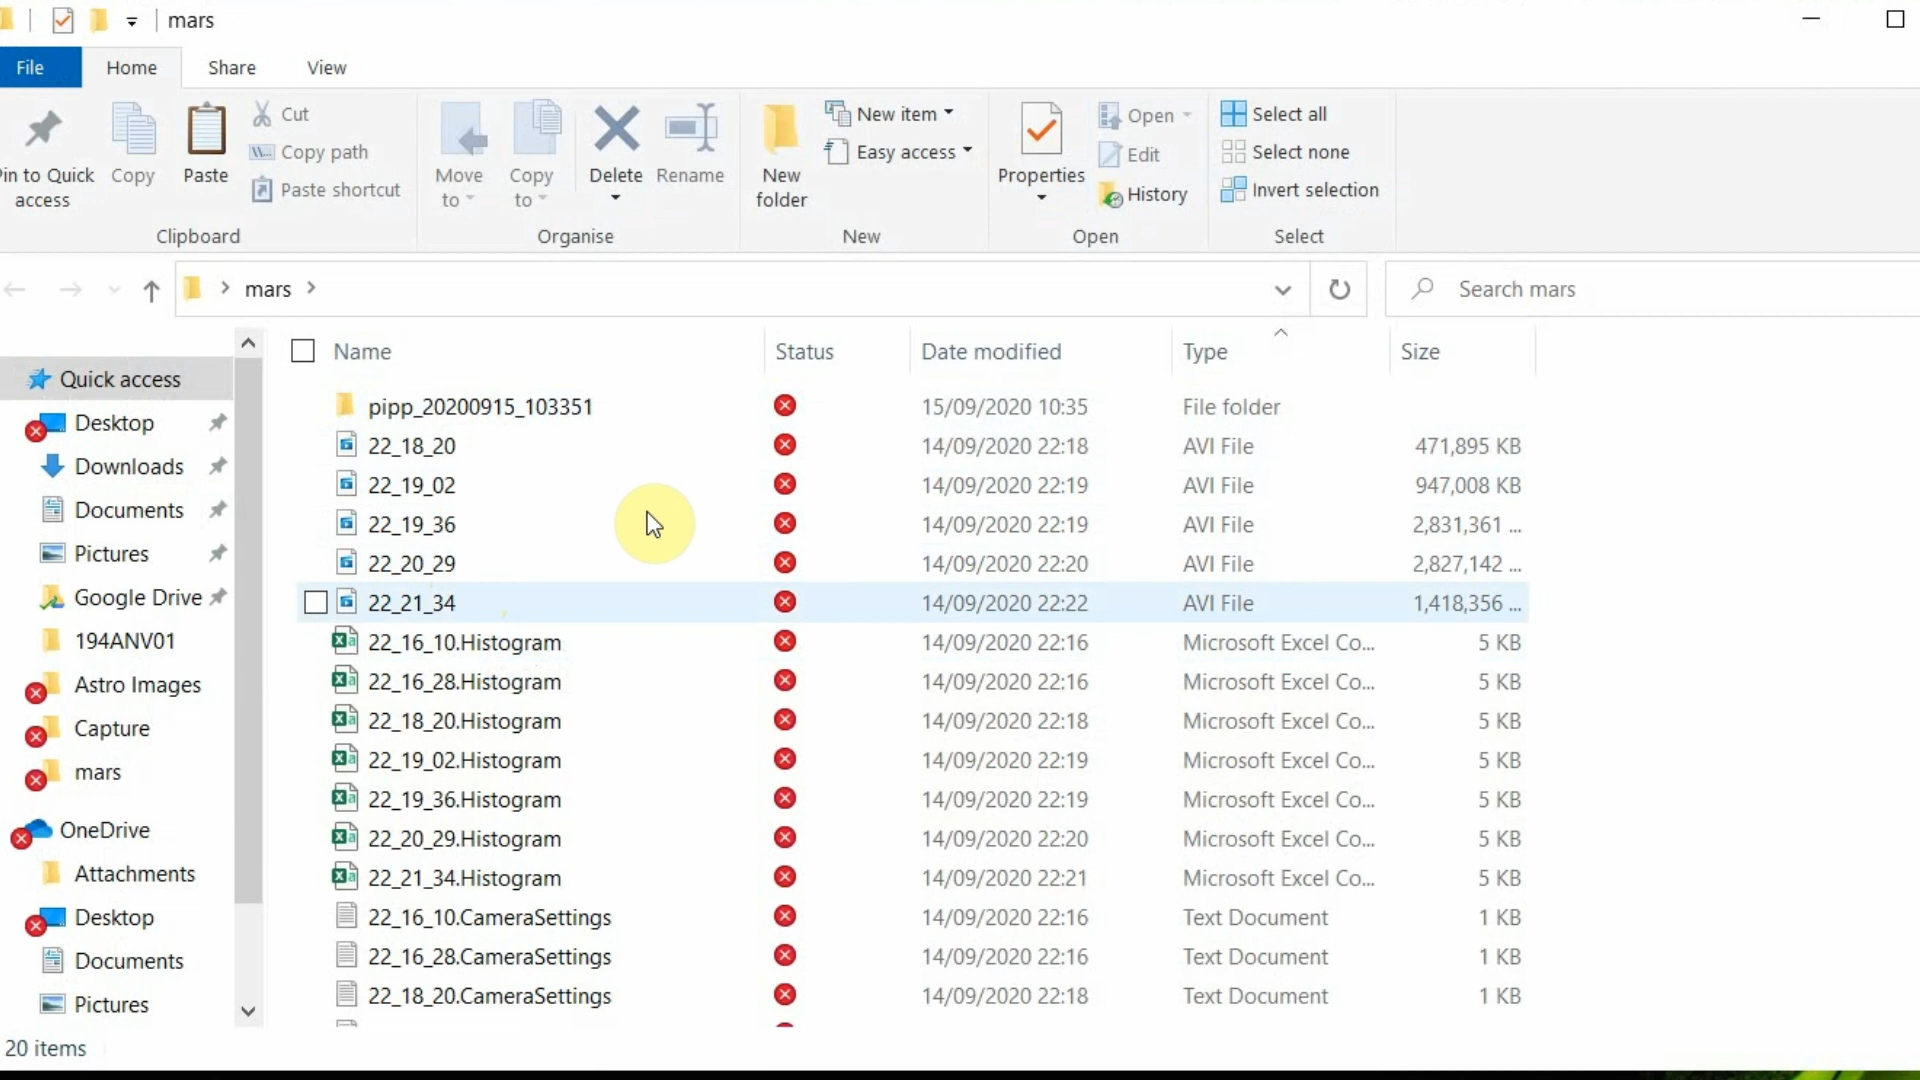 mars
File Home Share View
Pin to Quick access
Copy
Paste
Cut
Copy path
Paste shortcut
Clipboard
Move to
Copy to
Delete
Rename
Organise
New folder
New item
Easy access
New
Properties
Open
Edit
History
Open
Select all
Select none
Invert selection
Select
mars
Search mars
Quick access
Desktop
Downloads
Documents
Pictures
Google Drive
194ANV01
Astro Images
Capture
mars
OneDrive
Attachments
Desktop
Documents
Pictures
Name Status Date modified Type Size
pipp_20200915_103351 15/09/2020 10:35 File folder
22_18_20 14/09/2020 22:18 AVI File 471,895 KB
22_19_02 14/09/2020 22:19 AVI File 947,008 KB
22_19_36 14/09/2020 22:19 AVI File 2,831,361 ...
22_20_29 14/09/2020 22:20 AVI File 2,827,142 ...
22_21_34 14/09/2020 22:22 AVI File 1,418,356 ...
22_16_10.Histogram 14/09/2020 22:16 Microsoft Excel Co... 5 KB
22_16_28.Histogram 14/09/2020 22:16 Microsoft Excel Co... 5 KB
22_18_20.Histogram 14/09/2020 22:18 Microsoft Excel Co... 5 KB
22_19_02.Histogram 14/09/2020 22:19 Microsoft Excel Co... 5 KB
22_19_36.Histogram 14/09/2020 22:19 Microsoft Excel Co... 5 KB
22_20_29.Histogram 14/09/2020 22:20 Microsoft Excel Co... 5 KB
22_21_34.Histogram 14/09/2020 22:21 Microsoft Excel Co... 5 KB
22_16_10.CameraSettings 14/09/2020 22:16 Text Document 1 KB
22_16_28.CameraSettings 14/09/2020 22:16 Text Document 1 KB
22_18_20.CameraSettings 14/09/2020 22:18 Text Document 1 KB
20 items